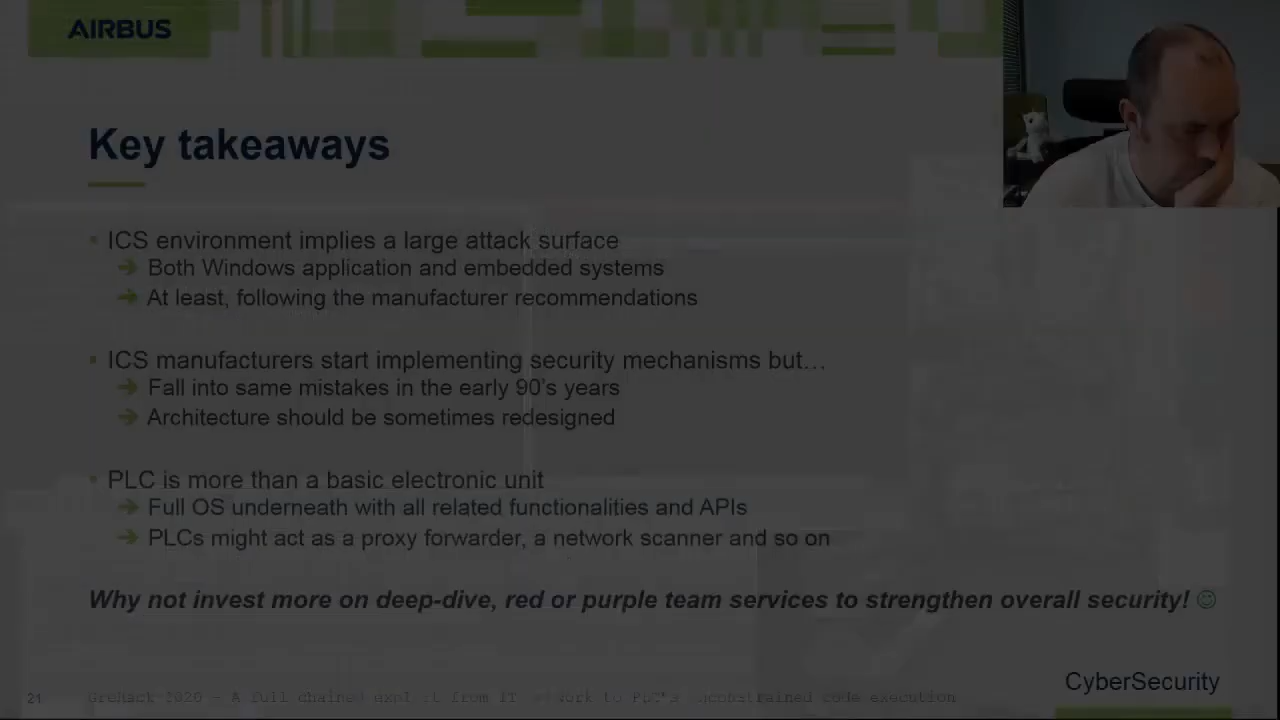 AIRBUS
Key takeaways
ICS environment implies a large attack surface
Both Windows application and embedded systems
At least, following the manufacturer recommendations
ICS manufacturers start implementing security mechanisms but…
Fall into same mistakes in the early 90's years
Architecture should be sometimes redesigned
PLC is more than a basic electronic unit
Full OS underneath with all related functionalities and APIs
PLCs might act as a proxy forwarder, a network scanner and so on
Why not invest more on deep-dive, red or purple team services to strengthen overall security! ☺
CyberSecurity
GreHack 2020 – A full chained from IT to PLC's code execution